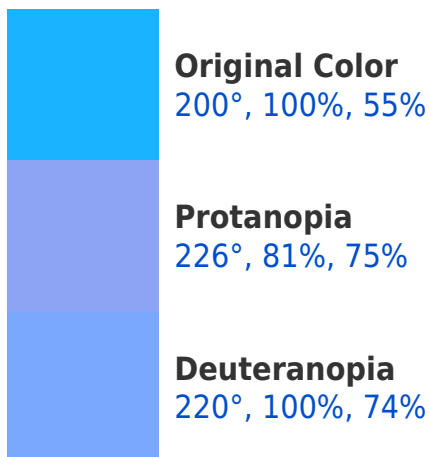 Original Color
200°, 100%, 55%
Protanopia
226°, 81%, 75%
Deuteranopia
220°, 100%, 74%